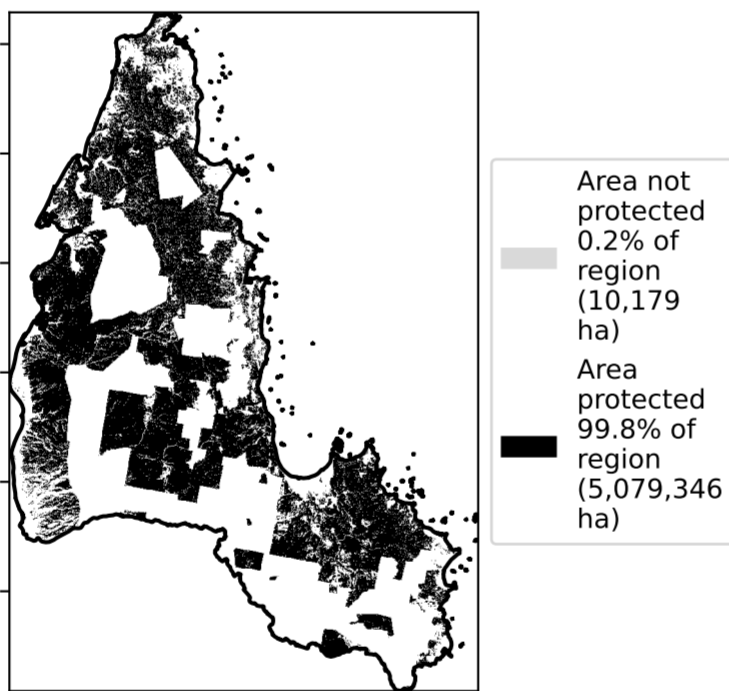 Area not
protected
0.2% of
region
(10,179
ha)
Area
protected
99.8% of
region
(5,079,346
ha)